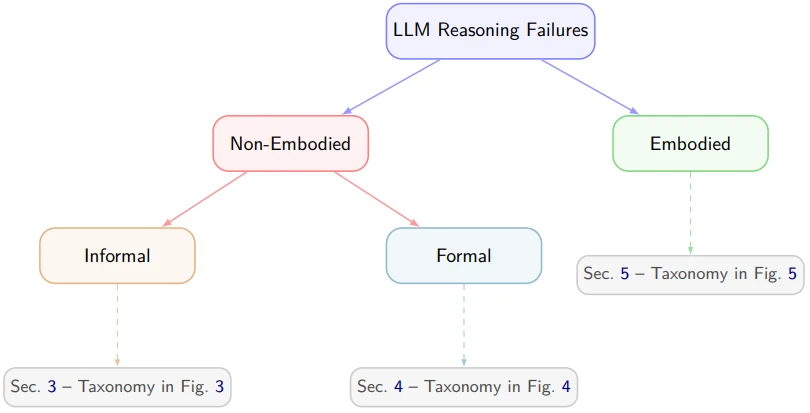 LLM Reasoning Failures
Non-Embodied
Embodied
Informal
Formal
Sec. 5 – Taxonomy in Fig. 5
Sec. 3 – Taxonomy in Fig. 3
Sec. 4 – Taxonomy in Fig. 4